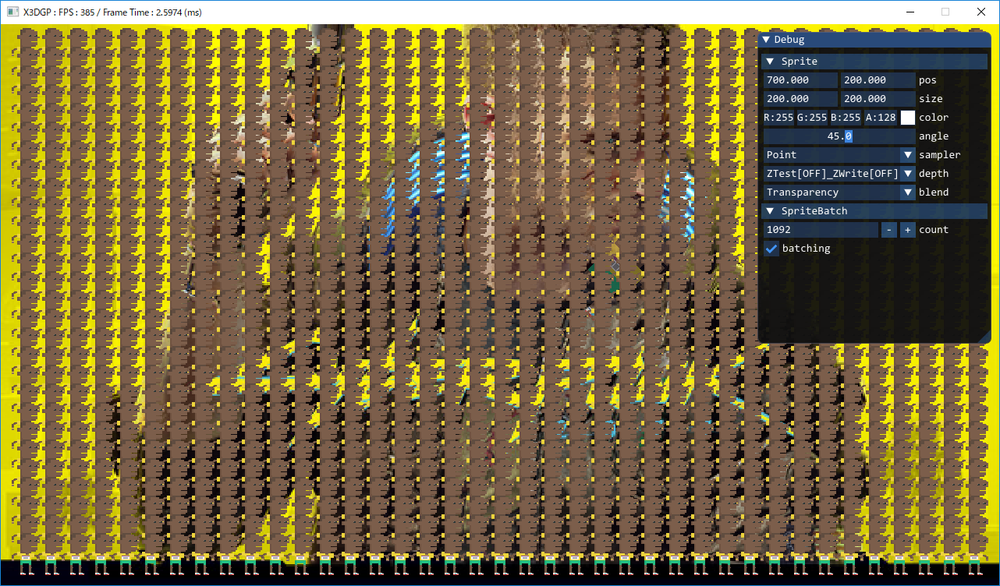 X3DGP : FPS : 385 / Frame Time : 2.5974 (ms)
Debug
Sprite
700.000 200.000 pos
200.000 200.000 size
R:255 G:255 B:255 A:128 color
45.0 angle
Point sampler
ZTest[OFF]_ZWrite[OFF] depth
Transparency blend
SpriteBatch
1092 - + count
batching